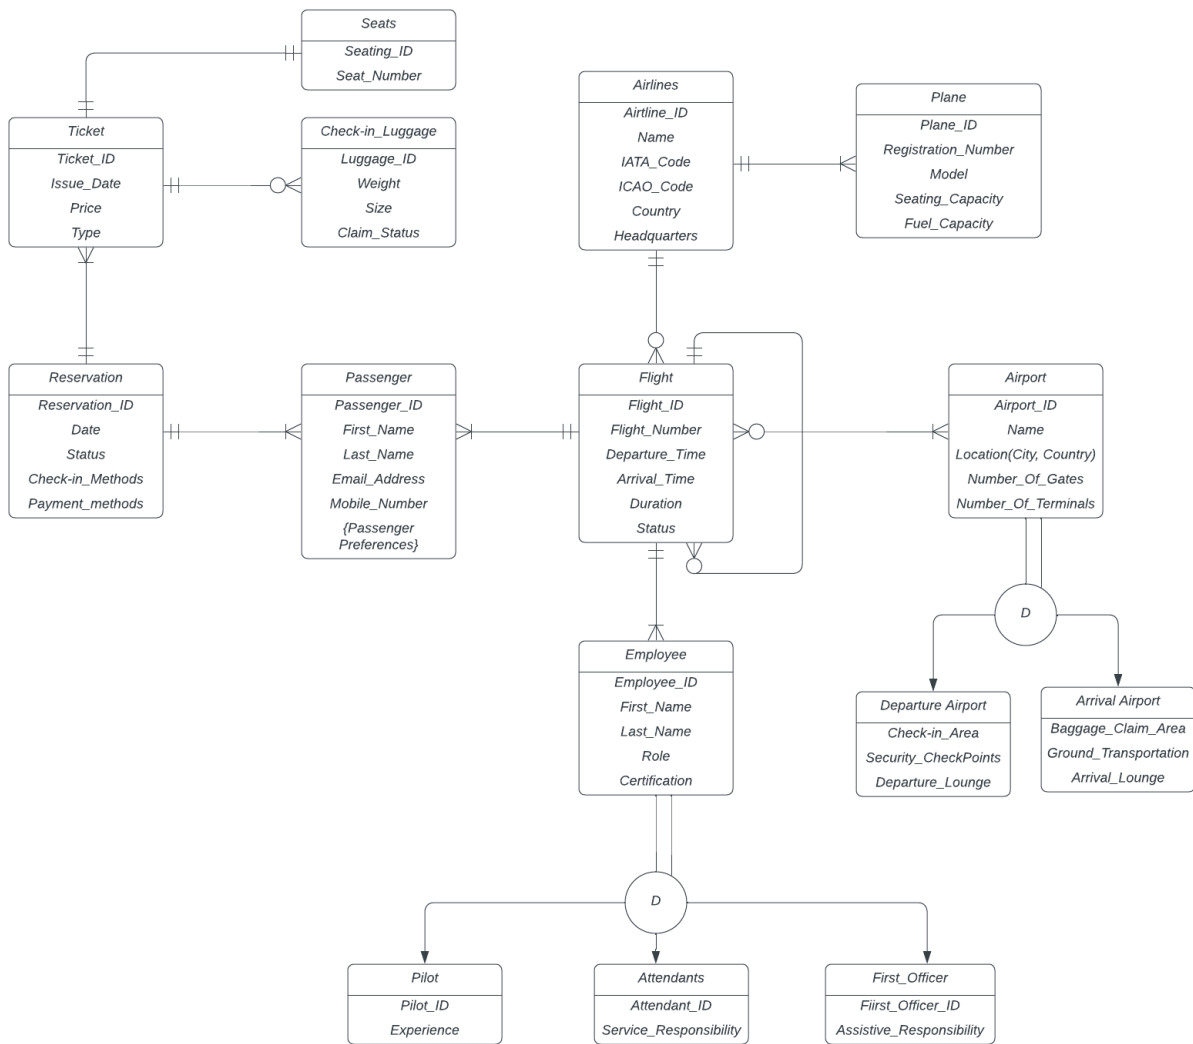 Seats
Seating_ID
Seat_Number
Ticket
Ticket_ID
Issue_Date
Price
Type
Check-in_Luggage
Luggage_ID
Weight
Size
Claim_Status
Airlines
Airtline_ID
Name
IATA_Code
ICAO_Code
Country
Headquarters
Plane
Plane_ID
Registration_Number
Model
Seating_Capacity
Fuel_Capacity
Reservation
Reservation_ID
Date
Status
Check-in_Methods
Payment_methods
Passenger
Passenger_ID
First_Name
Last_Name
Email_Address
Mobile_Number
{Passenger
Preferences}
Flight
Flight_ID
Flight_Number
Departure_Time
Arrival_Time
Duration
Status
Airport
Airport_ID
Name
Location(City, Country)
Number_Of_Gates
Number_Of_Terminals
D
Departure Airport
Check-in_Area
Security_CheckPoints
Departure_Lounge
Arrival Airport
Baggage_Claim_Area
Ground_Transportation
Arrival_Lounge
Employee
Employee_ID
First_Name
Last_Name
Role
Certification
D
Pilot
Pilot_ID
Experience
Attendants
Attendant_ID
Service_Responsibility
First_Officer
Fiirst_Officer_ID
Assistive_Responsibility